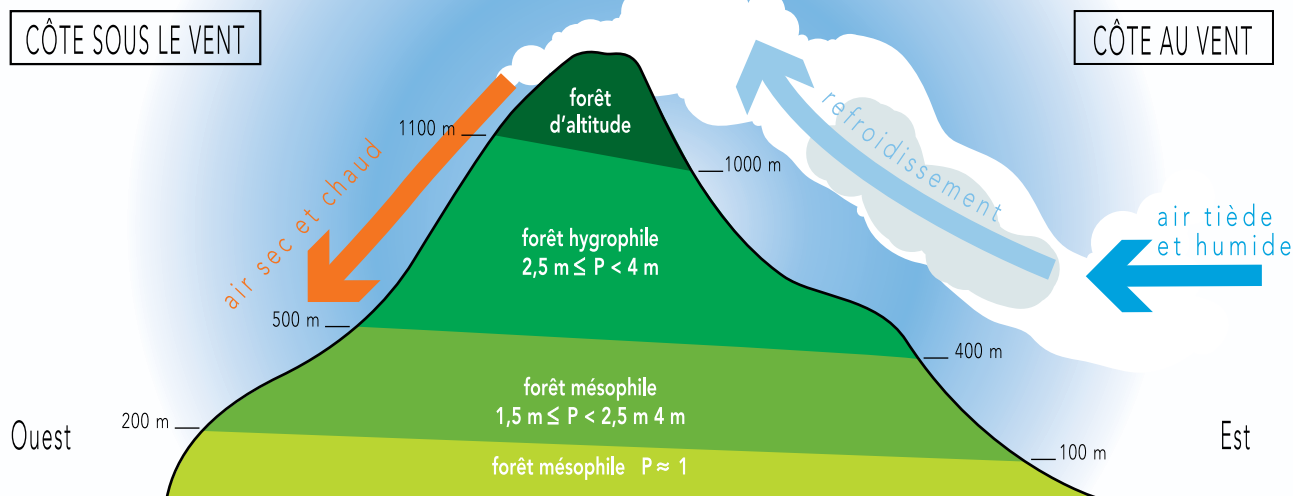 CÔTE SOUS LE VENT
CÔTE AU VENT
forêt
d'altitude
1100 m
1000 m
refroidissement
air sec et chaud
air tiède
et humide
forêt hygrophile
2,5 m ≤ P < 4 m
500 m
400 m
forêt mésophile
1,5 m ≤ P < 2,5 m 4 m
Ouest
200 m
Est
100 m
forêt mésophile P ≈ 1